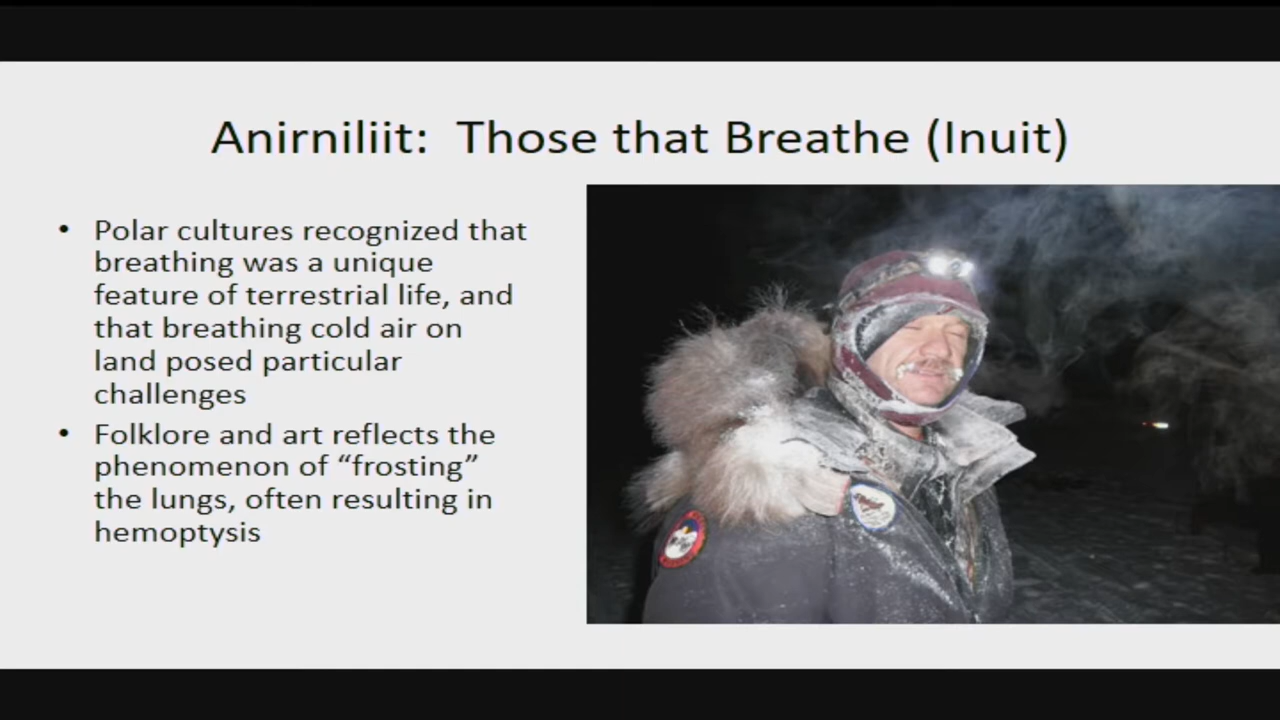 Anirniliit: Those that Breathe (Inuit)
• Polar cultures recognized that
breathing was a unique
feature of terrestrial life, and
that breathing cold air on
land posed particular
challenges
• Folklore and art reflects the
phenomenon of “frosting”
the lungs, often resulting in
hemoptysis